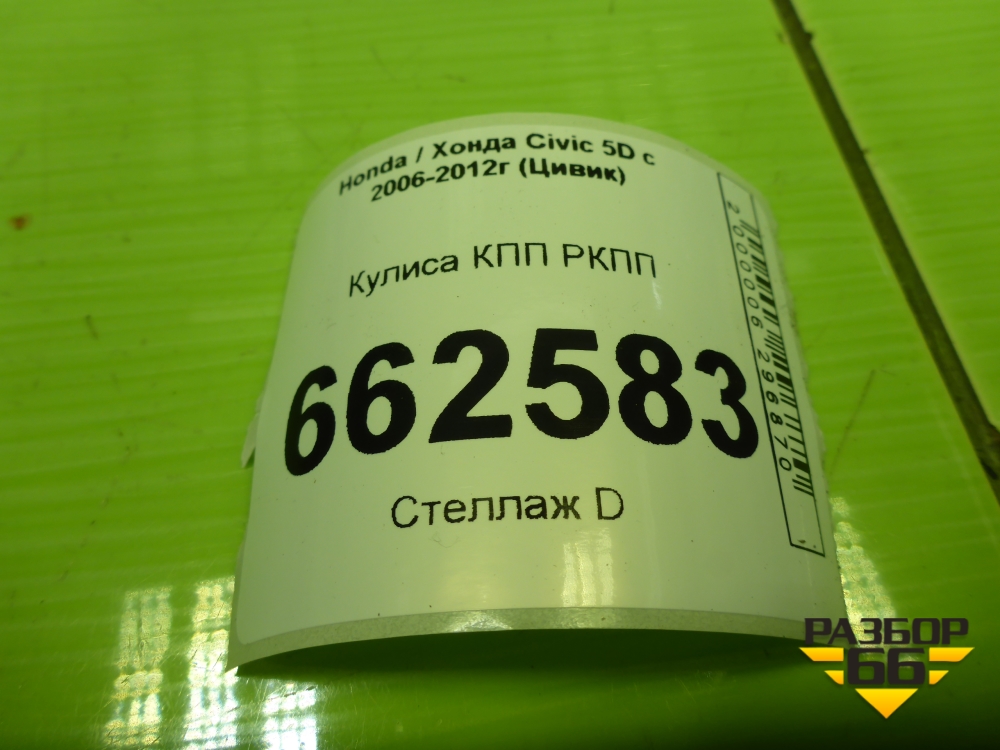 Honda / Хонда Civic 5D с
2006-2012г (Цивик)
Кулиса КПП РКПП
662583
Стеллаж D
2000006296870
РАЗБОР
66